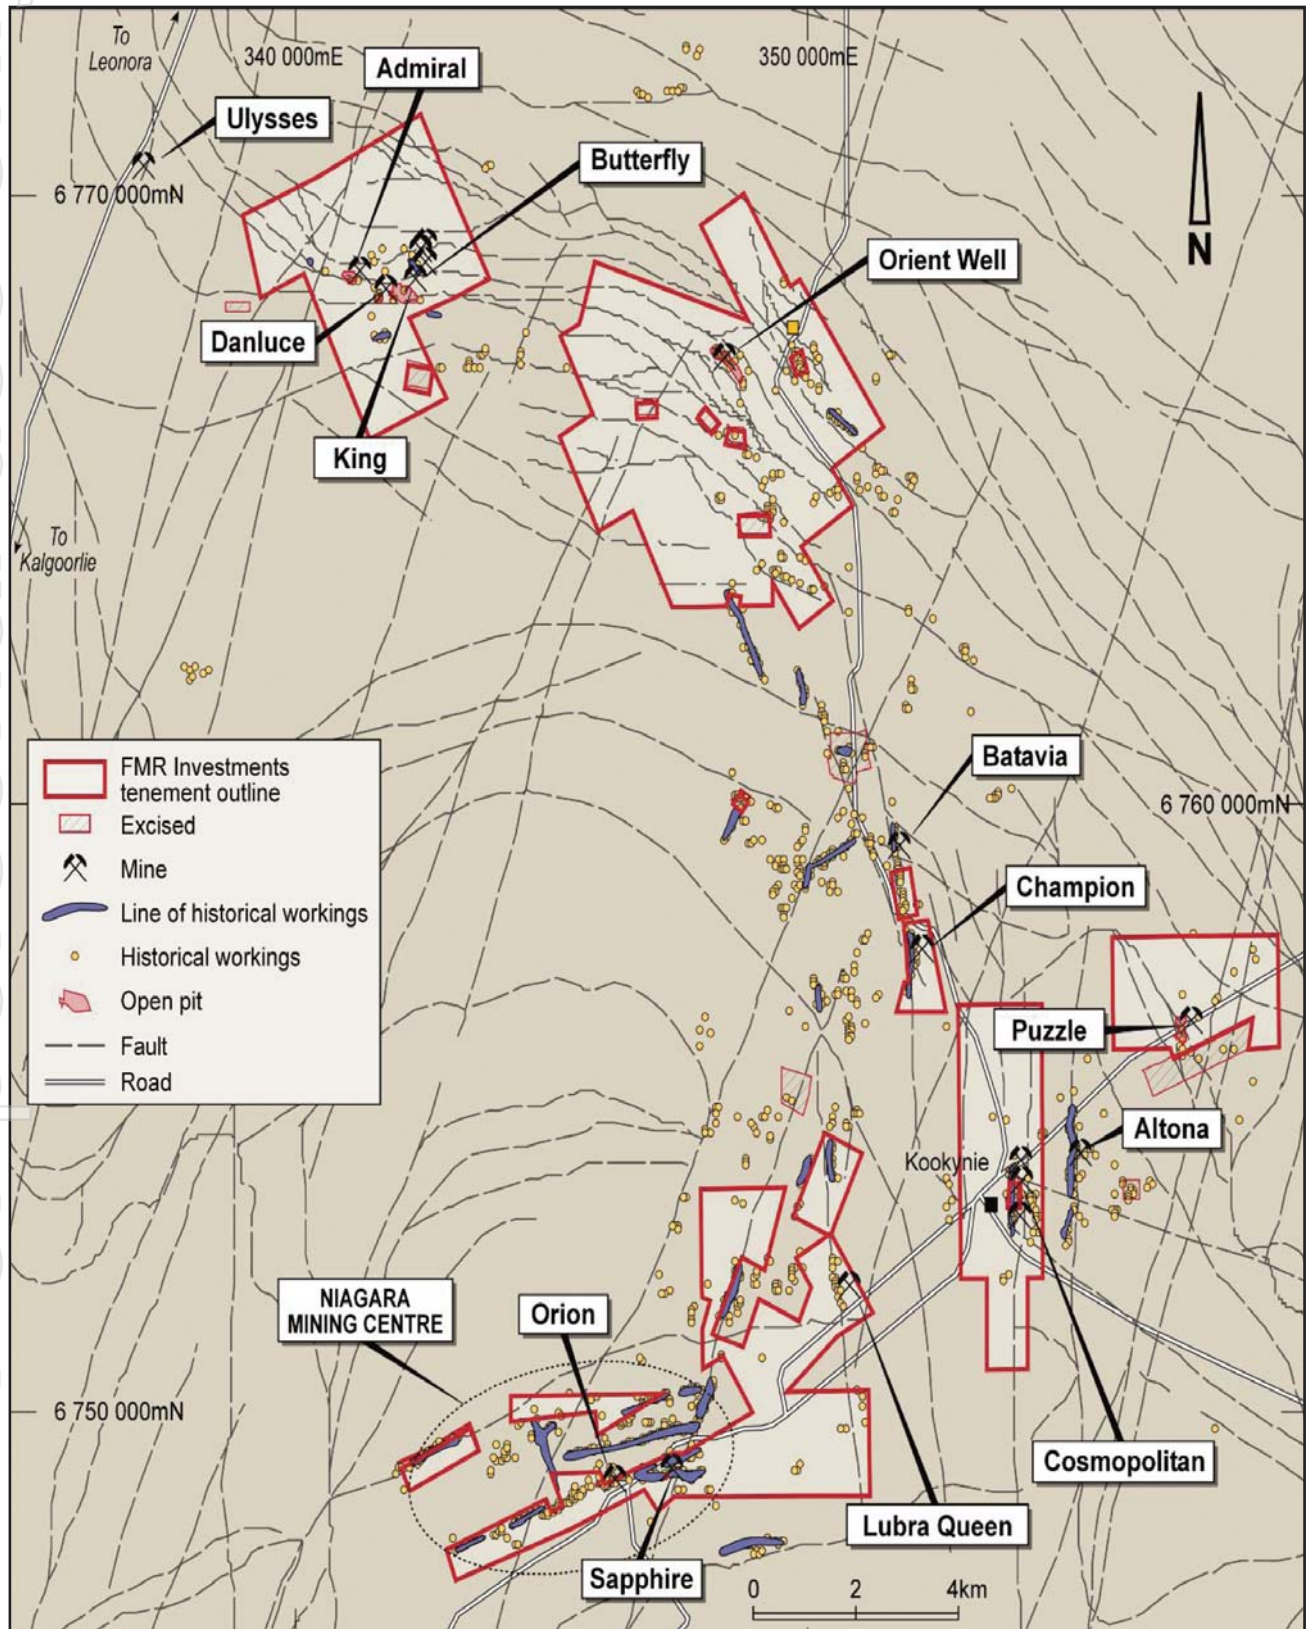 To
Leonora
340 000mE
350 000mE
Admiral
Ulysses
Butterfly
6 770 000mN
N
Orient Well
Danluce
King
To
Kalgoorlie
FMR Investments
tenement outline
Excised
Mine
Line of historical workings
Historical workings
Open pit
Fault
Road
Batavia
6 760 000mN
Champion
Puzzle
Altona
Kookynie
NIAGARA
MINING CENTRE
Orion
6 750 000mN
Cosmopolitan
Lubra Queen
Sapphire
0 2 4km